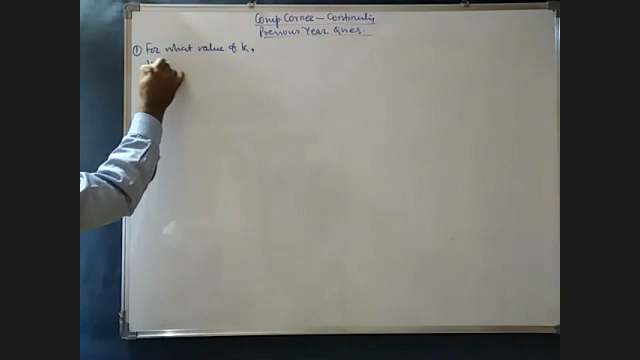 Comp Corner - Continuity
Previous Year Ques
① For what value of k,